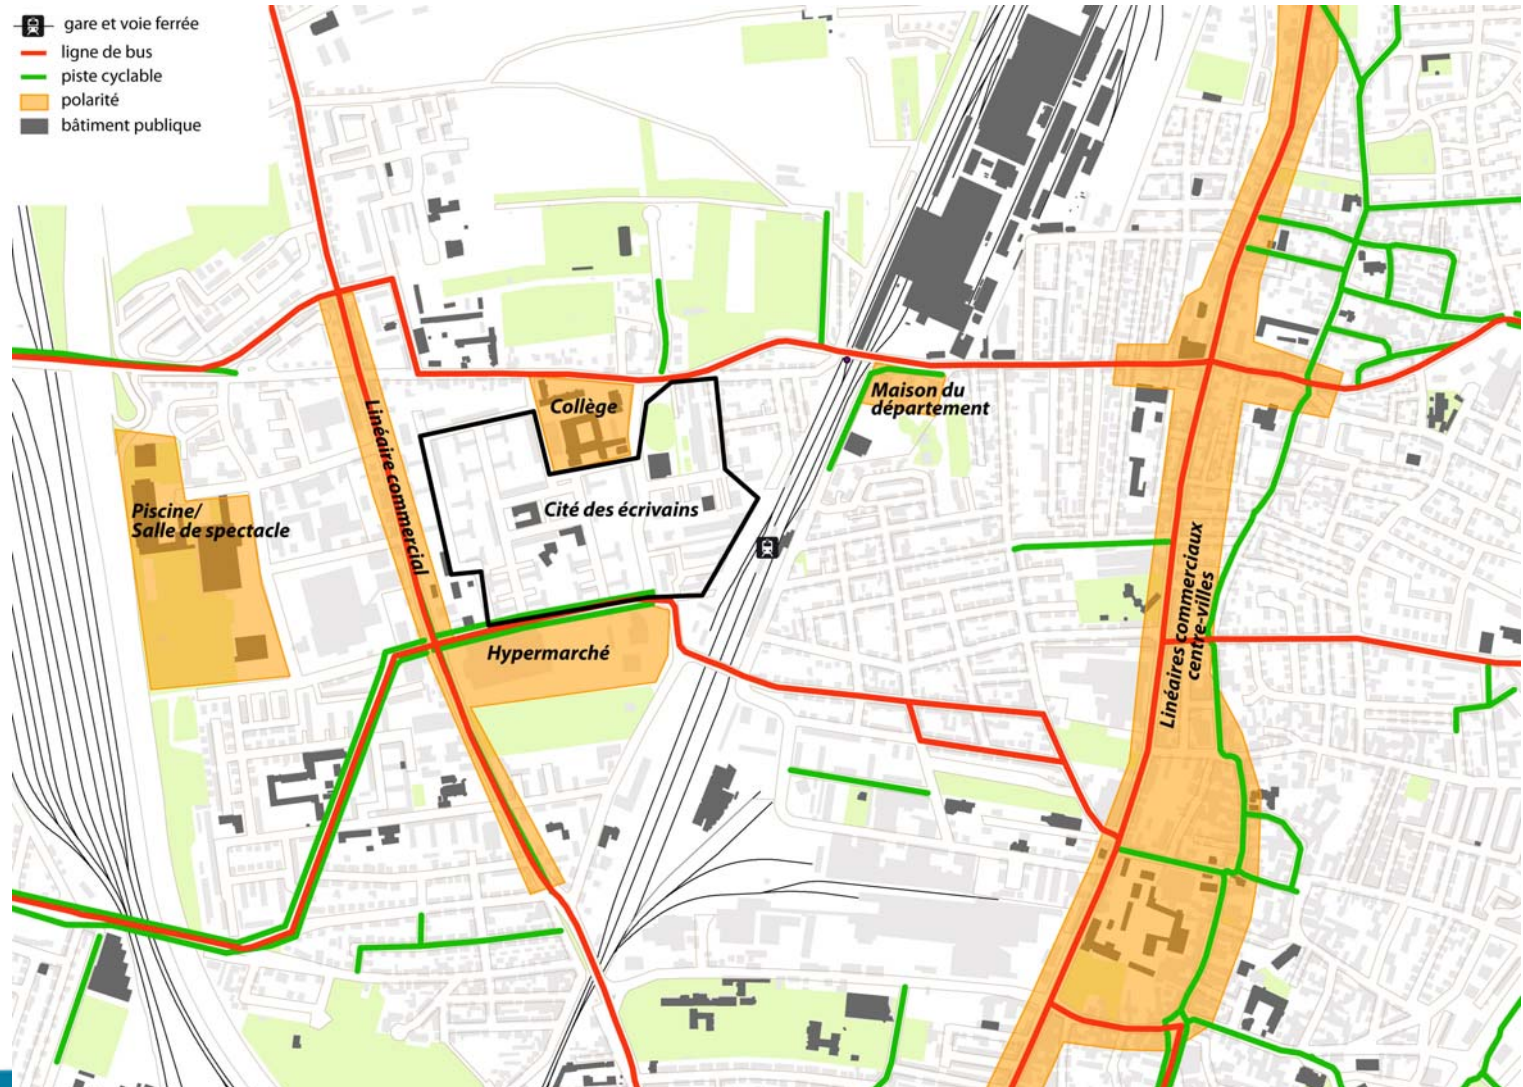 gare et voie ferrée
ligne de bus
piste cyclable
polarité
bâtiment publique
Collège
Maison du
département
Linéaire commercial
Piscine/
Salle de spectacle
Cité des écrivains
Hypermarché
Linéaires commerciaux
centre-villes